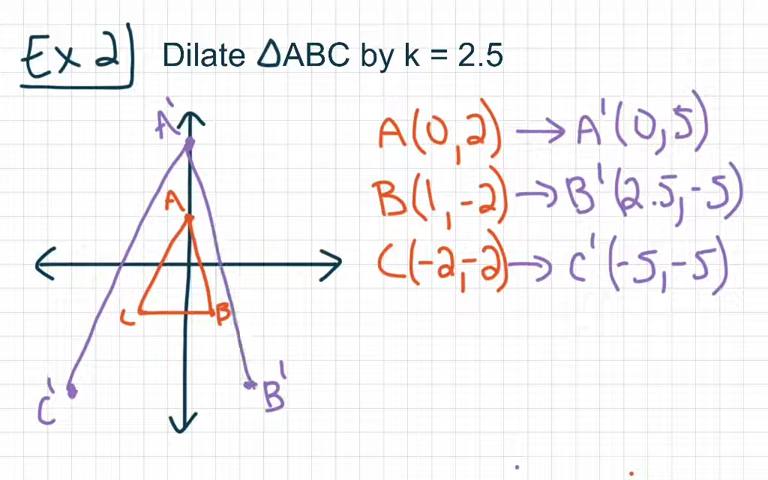 Ex 2) Dilate △ABC by k = 2.5
A(0,2) → A'(0,5)
B(1,-2) → B'(2.5,-5)
C(-2,-2) → C'(-5,-5)
A'
A
C B
C' B'